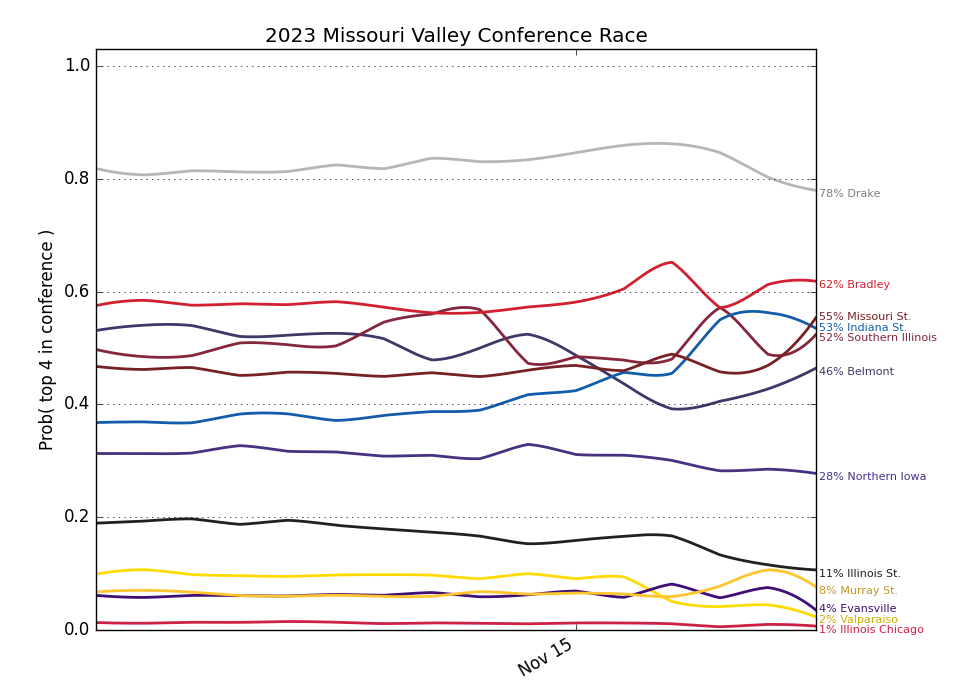 2023 Missouri Valley Conference Race
Prob( top 4 in conference )
1.0
0.8
0.6
0.4
0.2
0.0
Nov 15
78% Drake
62% Bradley
55% Missouri St.
53% Indiana St.
52% Southern Illinois
46% Belmont
28% Northern Iowa
11% Illinois St.
8% Murray St.
4% Evansville
2% Valparaiso
1% Illinois Chicago